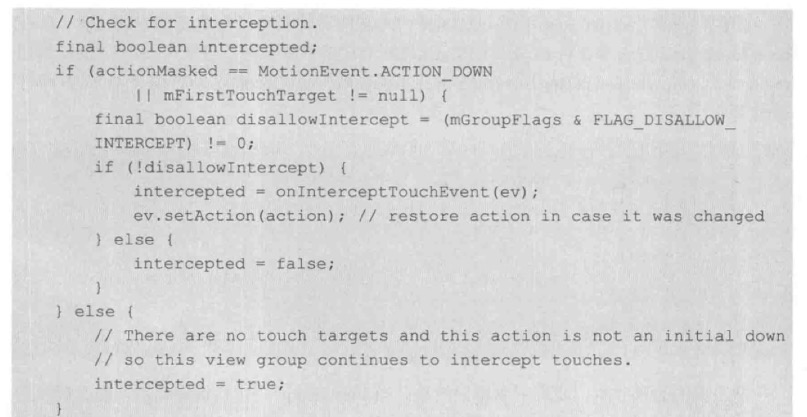 // Check for interception.
final boolean intercepted;
if (actionMasked == MotionEvent.ACTION_DOWN
|| mFirstTouchTarget != null) {
final boolean disallowIntercept = (mGroupFlags & FLAG_DISALLOW_
INTERCEPT) != 0;
if (!disallowIntercept) {
intercepted = onInterceptTouchEvent(ev);
ev.setAction(action); // restore action in case it was changed
} else {
intercepted = false;
}
} else {
// There are no touch targets and this action is not an initial down
// so this view group continues to intercept touches.
intercepted = true;
}